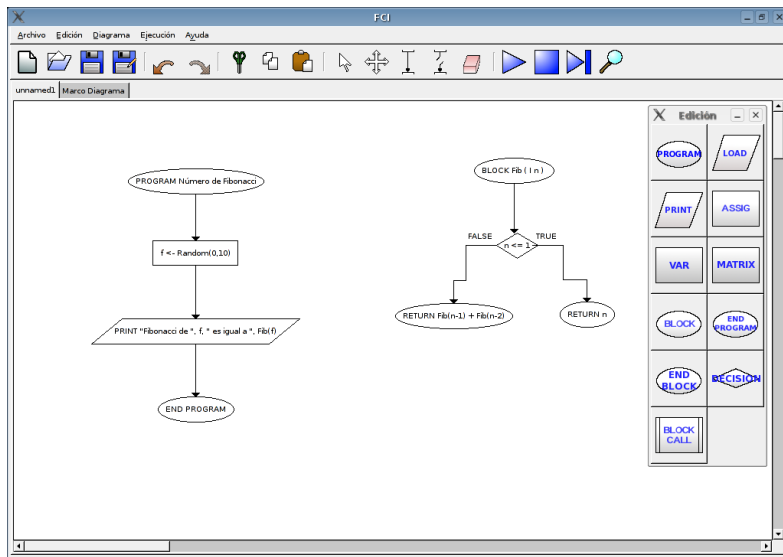 FCI
Archivo Edición Diagrama Ejecución Ayuda
unnamed1 Marco Diagrama
PROGRAM Número de Fibonacci
f <- Random(0,10)
PRINT "Fibonacci de ", f, " es igual a ", Fib(f)
END PROGRAM
BLOCK Fib ( I n )
FALSE TRUE
n <= 1
RETURN Fib(n-1) + Fib(n-2)
RETURN n
Edición
PROGRAM LOAD
PRINT ASSIG
VAR MATRIX
BLOCK
END
PROGRAM
END
BLOCK
DECISION
BLOCK
CALL